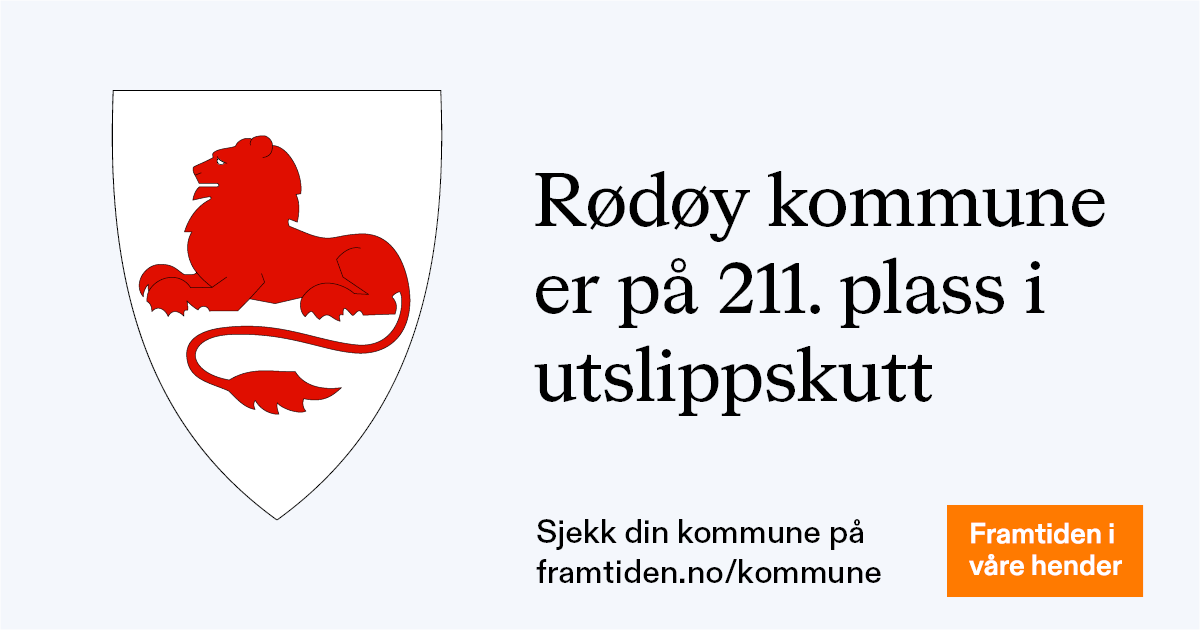 Rødøy kommune
er på 211. plass i
utslippskutt
Sjekk din kommune på
framtiden.no/kommune
Framtiden i
våre hender